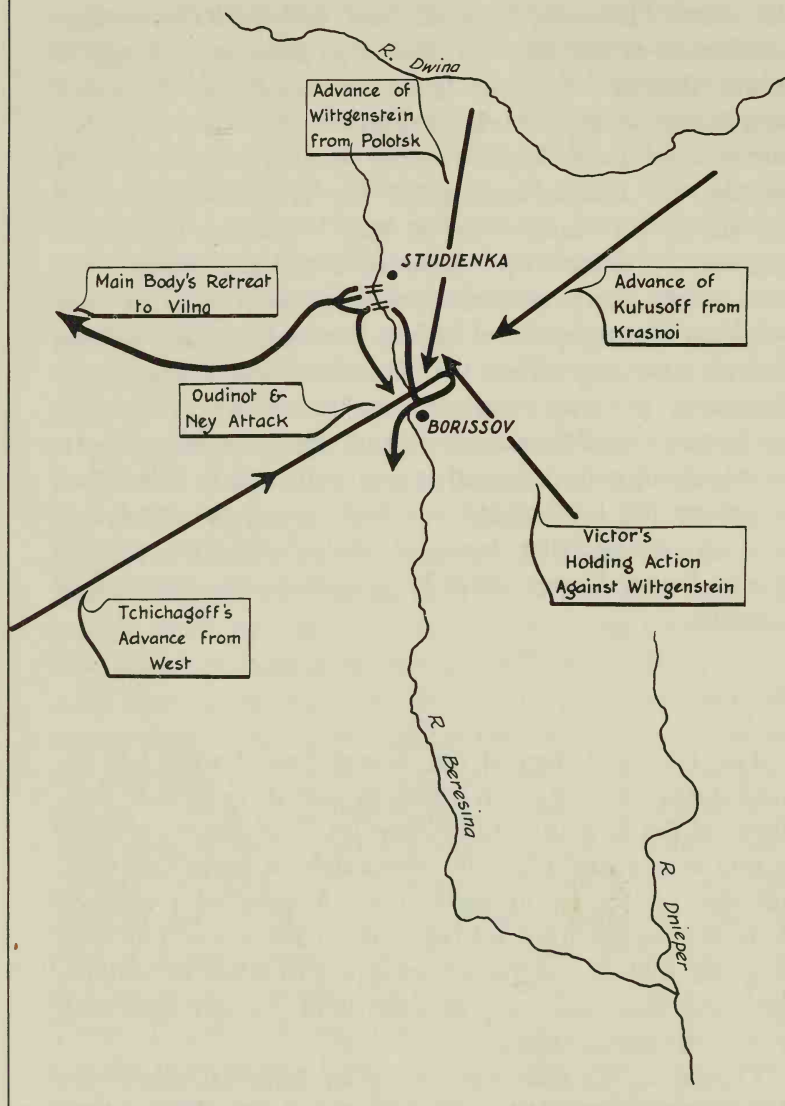 R. Dwina
Advance of
Wittgenstein
from Polotsk
STUDIENKA
Main Body's Retreat
to Vilna
Advance of
Kutusoff from
Krasnoi
Oudinot &
Ney Attack
BORISSOV
Victor's
Holding Action
Against Wittgenstein
Tchichagoff's
Advance from
West
R Beresina
R Dnieper